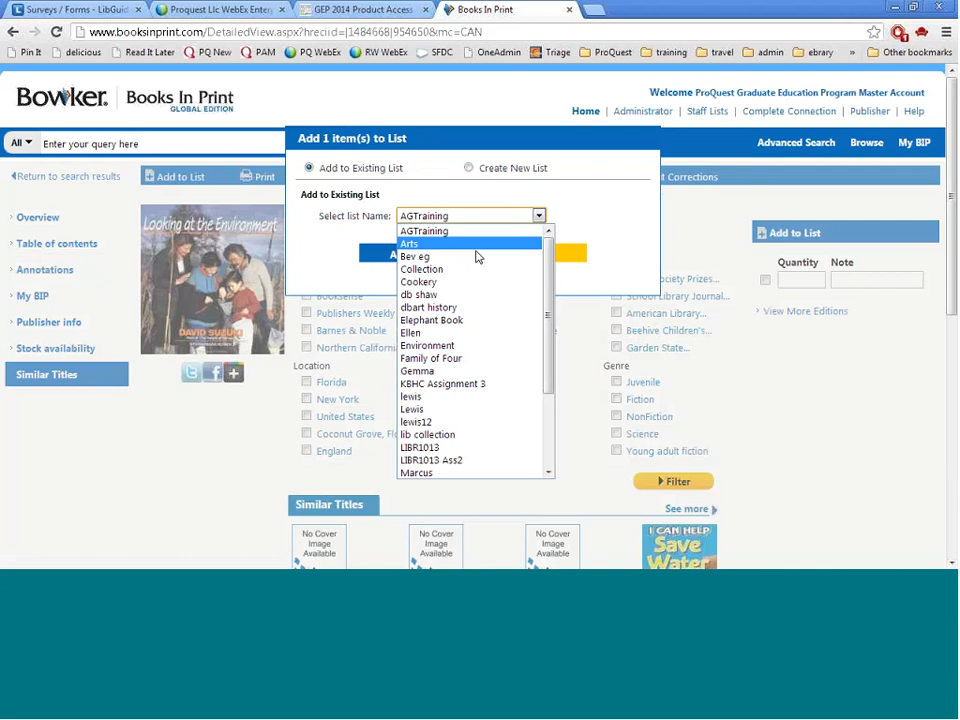 Surveys / Forms - LibGuid
Proquest Llc WebEx Enterp
GEP 2014 Product Access
Books In Print
www.booksinprint.com/DetailedView.aspx?hreciid=|1484668|9546508&mc=CAN
Pin It
delicious
Read It Later
PQ New
PAM
PQ WebEx
RW WebEx
SFDC
OneAdmin
Triage
ProQuest
training
travel
admin
ebrary
»
Other bookmarks
Bowker. Books In Print
GLOBAL EDITION
Welcome ProQuest Graduate Education Program Master Account
Home | Administrator | Staff Lists | Complete Connection | Publisher | Help
All
Enter your query here
Advanced Search
Browse
My BIP
Return to search results
Add to List
Print
Corrections
Overview
Table of contents
Annotations
My BIP
Publisher info
Stock availability
Similar Titles
Looking at the Environment
DAVID SUZUKI
Add 1 item(s) to List
Add to Existing List
Create New List
Add to Existing List
Select list Name:
AGTraining
AGTraining
Arts
Bev eg
Collection
Cookery
db shaw
dbart history
Elephant Book
Ellen
Environment
Family of Four
Gemma
KBHC Assignment 3
lewis
Lewis
lewis12
lib collection
LIBR1013
LIBR1013 Ass2
Marcus
Booksense
Publishers Weekly
Barnes & Noble
Northern Californi
Location
Florida
New York
United States
Coconut Grove, Fl
England
Society Prizes...
School Library Journal...
American Library...
Beehive Children's...
Garden State...
Genre
Juvenile
Fiction
NonFiction
Science
Young adult fiction
Filter
Add to List
Quantity
Note
View More Editions
Similar Titles
See more
No Cover
Image
Available
No Cover
Image
Available
No Cover
Image
Available
I CAN HELP
Save
Water